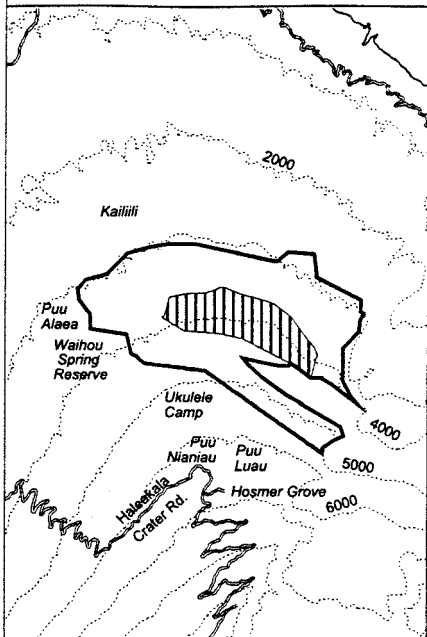 2000
Kailiili
Puu
Alaea
Waihou
Spring
Reserve
Ukulele
Camp
4000
Puu
Nianiau
Puu
Luau
5000
Haleakala
Crater Rd.
Hosmer Grove
6000